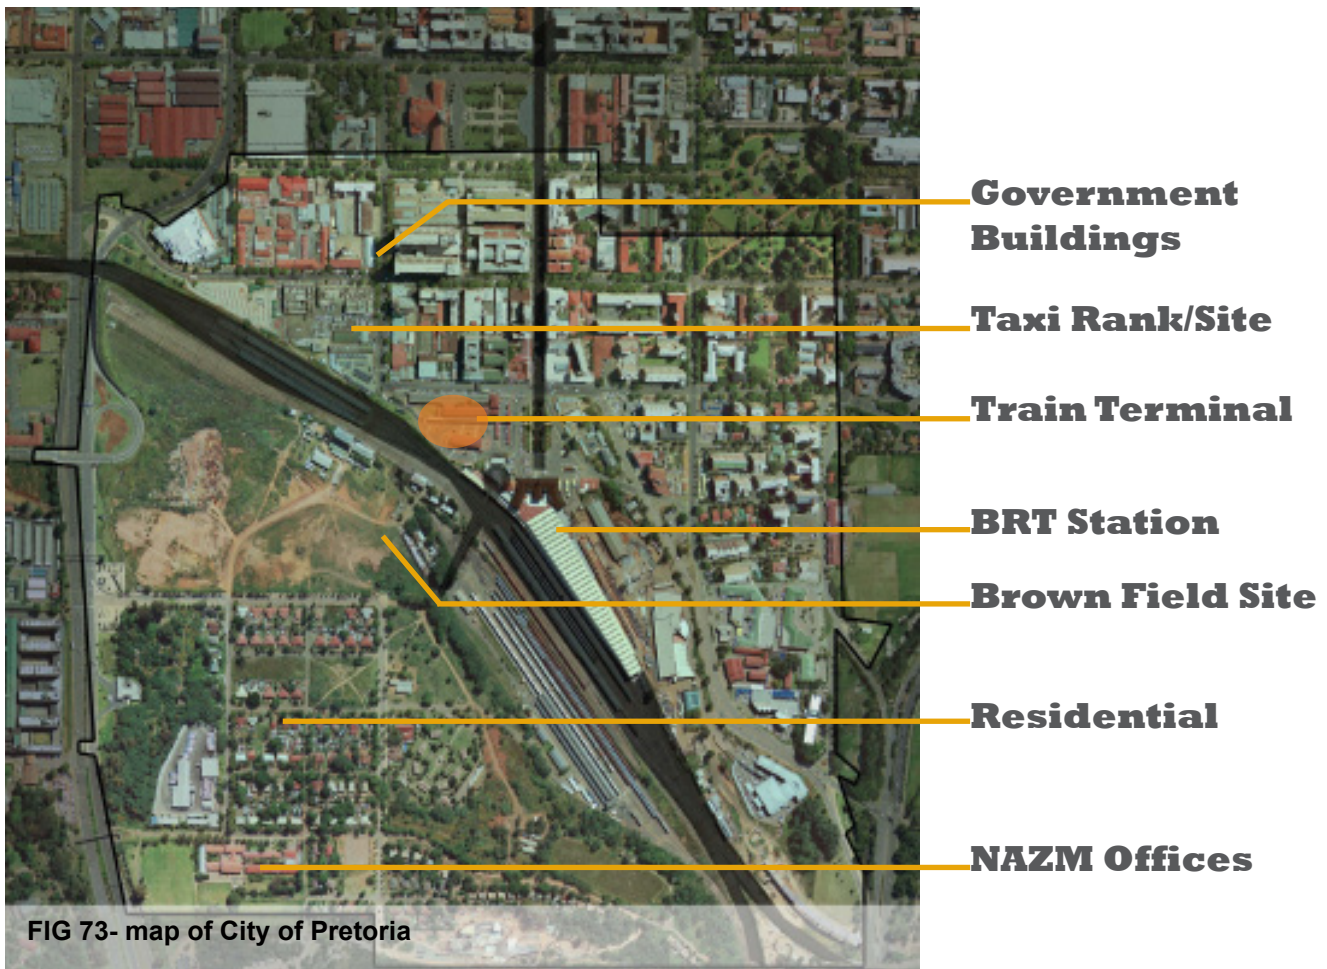 Government
Buildings
Taxi Rank/Site
Train Terminal
BRT Station
Brown Field Site
Residential
NAZM Offices
FIG 73- map of City of Pretoria